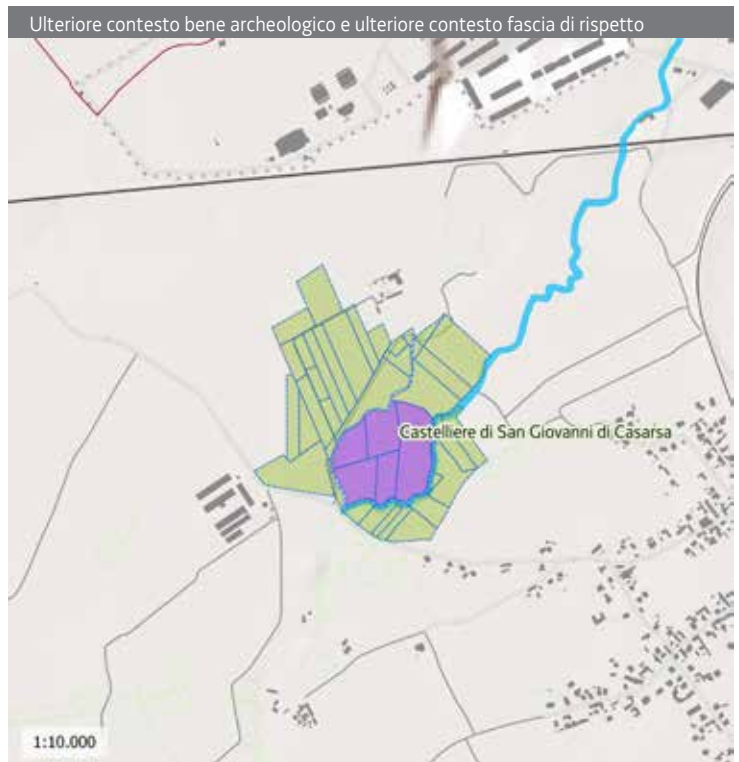 Ulteriore contesto bene archeologico e ulteriore contesto fascia di rispetto
Castelliere di San Giovanni di Casarsa
1:10.000